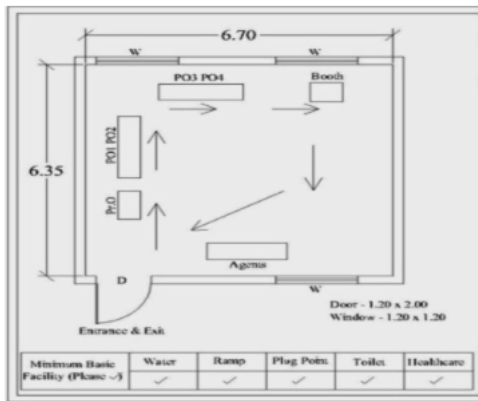 6.70
W
W
PO3 PO4
Booth
PO1 PO2
6.35
Pr.O
Agents
D
W
Entrance & Exit
Door - 1.20 x 2.00
Window - 1.20 x 1.20
Minimum Basic
Facility (Please ✓)
Water
Ramp
Plug Point
Toilet
Healthcare
✓
✓
✓
✓
✓